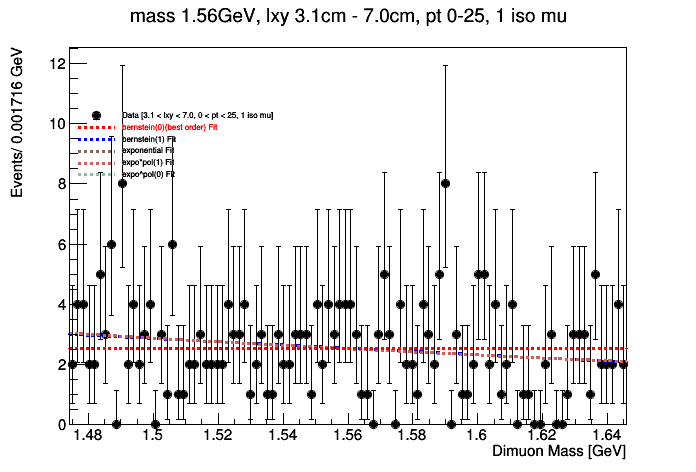 mass 1.56GeV, lxy 3.1cm - 7.0cm, pt 0-25, 1 iso mu
Events/ 0.001716 GeV
12
10
8
6
4
2
0
Data [3.1 < lxy < 7.0, 0 < pt < 25, 1 iso mu]
bernstein(0)(best order) Fit
bernstein(1) Fit
exponential Fit
expo*pol(1) Fit
expo*pol(0) Fit
1.48 1.5 1.52 1.54 1.56 1.58 1.6 1.62 1.64
Dimuon Mass [GeV]